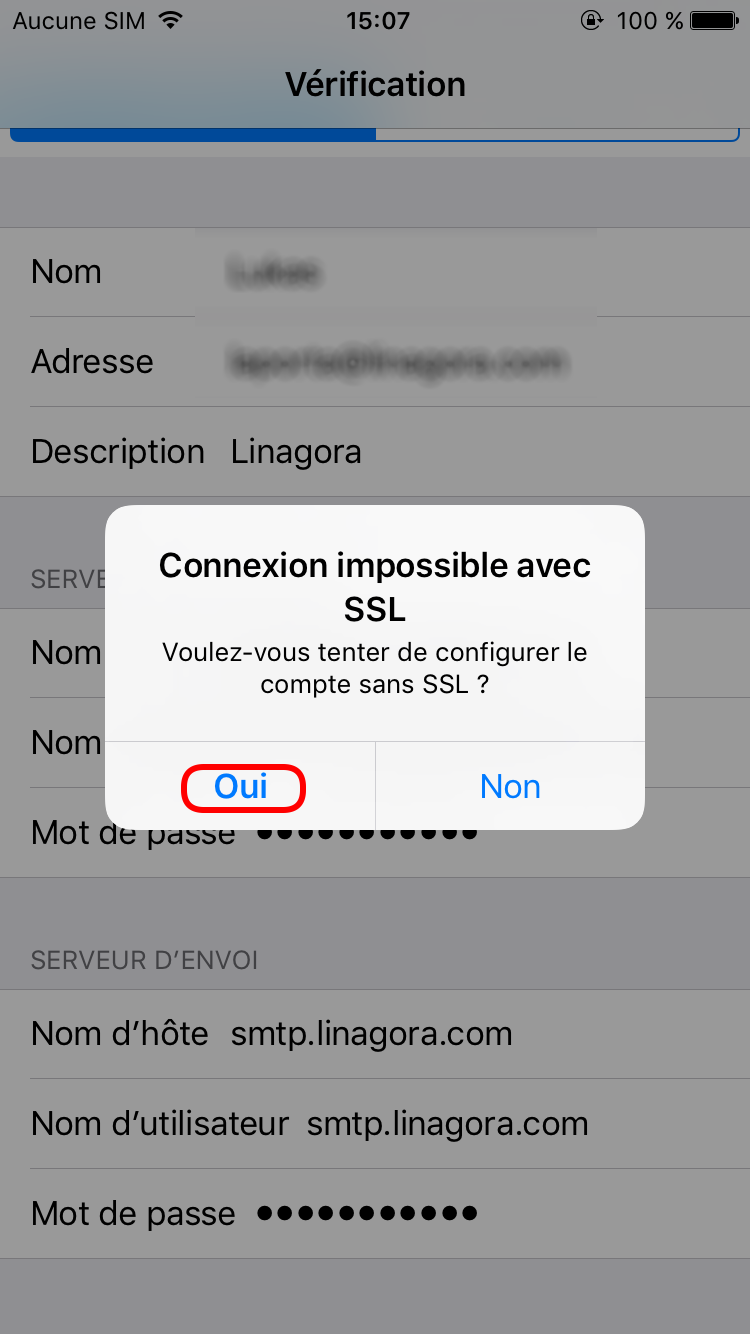 Aucune SIM 15:07 100 %
Vérification
Nom
Adresse
Description Linagora
SERVE
Connexion impossible avec
SSL
Voulez-vous tenter de configurer le
compte sans SSL ?
Nom
Nom
Oui Non
Mot de passe ●●●●●●●●●●●
SERVEUR D’ENVOI
Nom d’hôte smtp.linagora.com
Nom d’utilisateur smtp.linagora.com
Mot de passe ●●●●●●●●●●●